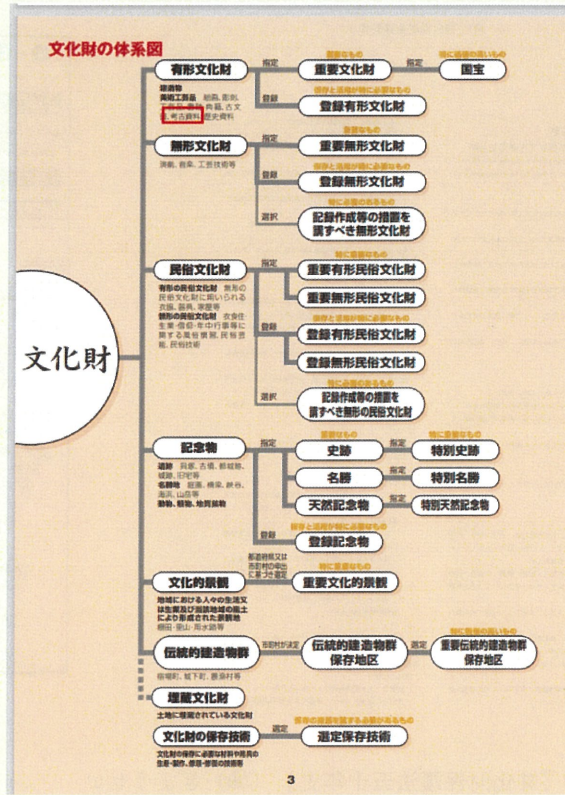 文化財の体系図
文化財
有形文化財
指定
重要なもの
重要文化財
指定
特に価値の高いもの
国宝
建造物
美術工芸品 絵画、彫刻、
工芸品、書跡、典籍、古文
書、考古資料、歴史資料
登録
保存と活用が特に必要なもの
登録有形文化財
無形文化財
演劇、音楽、工芸技術等
指定
重要なもの
重要無形文化財
登録
保存と活用が特に必要なもの
登録無形文化財
選択
特に必要のあるもの
記録作成等の措置を
講ずべき無形文化財
民俗文化財
有形の民俗文化財 無形の
民俗文化財に用いられる
衣服、器具、家屋等
無形の民俗文化財 衣食住
生業・信仰・年中行事等に
関する風俗慣習、民俗芸
能、民俗技術
指定
特に重要なもの
重要有形民俗文化財
重要無形民俗文化財
登録
保存と活用が特に必要なもの
登録有形民俗文化財
登録無形民俗文化財
選択
特に必要のあるもの
記録作成等の措置を
講ずべき無形の民俗文化財
記念物
遺跡 貝塚、古墳、都城跡、
城跡、旧宅等
名勝地 庭園、橋梁、峡谷、
海浜、山岳等
動物、植物、地質鉱物
指定
重要なもの
史跡
指定
特に重要なもの
特別史跡
名勝
指定
特別名勝
天然記念物
指定
特別天然記念物
登録
保存と活用が特に必要なもの
登録記念物
文化的景観
地域における人々の生活又
は生業及び当該地域の風土
により形成された景観地
棚田・里山・用水路等
都道府県又は
市町村の申出
に基づき選定
特に重要なもの
重要文化的景観
伝統的建造物群
宿場町、城下町、農漁村等
市町村が決定
伝統的建造物群
保存地区
選定
特に価値の高いもの
重要伝統的建造物群
保存地区
埋蔵文化財
土地に埋蔵されている文化財
文化財の保存技術
文化財の保存に必要な材料や用具の
生産・製作、修理・修復の技術等
選定
保存の措置を講ずる必要があるもの
選定保存技術
3